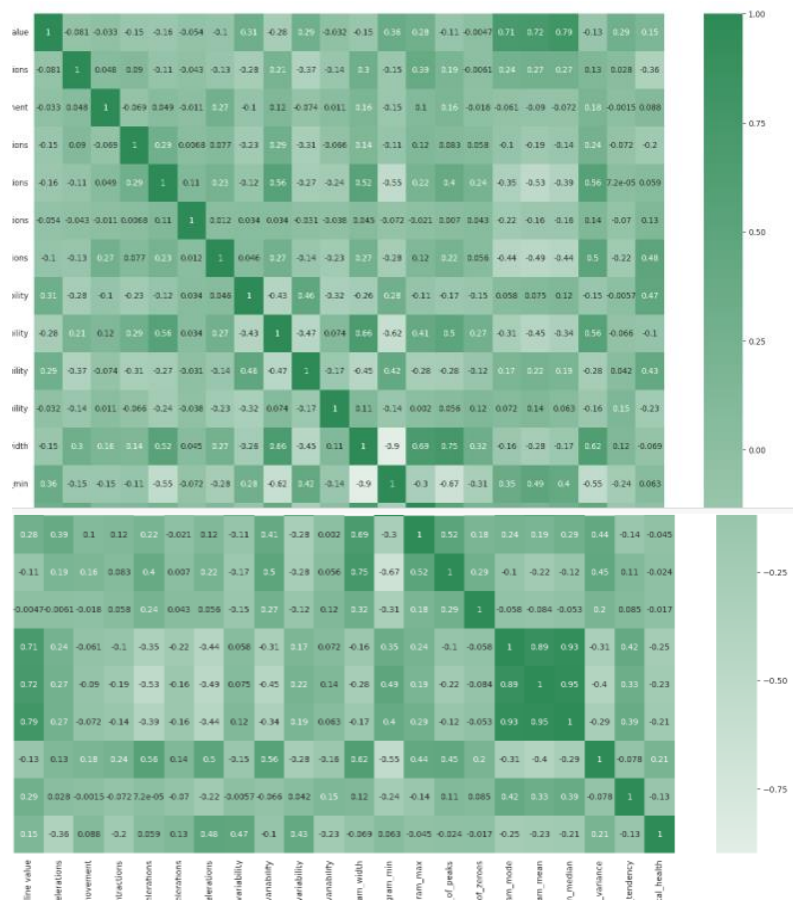 alue 1 -0.081 -0.033 -0.15 -0.16 -0.054 -0.1 0.31 -0.28 0.29 -0.032 -0.15 0.36 0.28 -0.11 -0.0047 0.71 0.72 0.79 -0.13 0.29 0.15
1.00
ions -0.081 1 0.048 0.09 -0.11 -0.043 -0.13 -0.28 0.21 -0.37 -0.14 0.3 -0.15 0.39 0.19 -0.0061 0.24 0.27 0.27 0.13 0.028 -0.36
nent -0.033 0.048 1 -0.069 0.049 -0.011 0.27 -0.1 0.12 -0.074 0.011 0.16 -0.15 0.1 0.16 -0.018 -0.061 -0.09 -0.072 0.18 -0.0015 0.088
0.75
ions -0.15 0.09 -0.069 1 0.29 0.0068 0.077 -0.23 0.29 -0.31 -0.066 0.14 -0.11 0.12 0.083 0.058 -0.1 -0.19 -0.14 0.24 -0.072 -0.2
ions -0.16 -0.11 0.049 0.29 1 0.11 0.23 -0.12 0.56 -0.27 -0.24 0.52 -0.55 0.22 0.4 0.24 -0.35 -0.53 -0.39 0.56 7.2e-05 0.059
ions -0.054 -0.043 -0.011 0.0068 0.11 1 0.012 0.034 0.034 -0.031 -0.038 0.045 -0.072 -0.021 0.007 0.043 -0.22 -0.16 -0.16 0.14 -0.07 0.13
0.50
ions -0.1 -0.13 0.27 0.077 0.23 0.012 1 0.046 0.27 -0.14 -0.23 0.27 -0.28 0.12 0.22 0.056 -0.44 -0.49 -0.44 0.5 -0.22 0.48
ility 0.31 -0.28 -0.1 -0.23 -0.12 0.034 0.046 1 -0.43 0.46 -0.32 -0.26 0.28 -0.11 -0.17 -0.15 0.058 0.075 0.12 -0.15 -0.0057 0.47
ility -0.28 0.21 0.12 0.29 0.56 0.034 0.27 -0.43 1 -0.47 0.074 0.66 -0.62 0.41 0.5 0.27 -0.31 -0.45 -0.34 0.56 -0.066 -0.1
0.25
ility 0.29 -0.37 -0.074 -0.31 -0.27 -0.031 -0.14 0.46 -0.47 1 -0.17 -0.45 0.42 -0.28 -0.28 -0.12 0.17 0.22 0.19 -0.28 0.042 0.43
ility -0.032 -0.14 0.011 -0.066 -0.24 -0.038 -0.23 -0.32 0.074 -0.17 1 0.11 -0.14 0.002 0.056 0.12 0.072 0.14 0.063 -0.16 0.15 -0.23
idth -0.15 0.3 0.16 0.14 0.52 0.045 0.27 -0.26 0.66 -0.45 0.11 1 -0.9 0.69 0.75 0.32 -0.16 -0.28 -0.17 0.62 0.12 -0.069
0.00
_min 0.36 -0.15 -0.15 -0.11 -0.55 -0.072 -0.28 0.28 -0.62 0.42 -0.14 -0.9 1 -0.3 -0.67 -0.31 0.35 0.49 0.4 -0.55 -0.24 0.063
0.28 0.39 0.1 0.12 0.22 -0.021 0.12 -0.11 0.41 -0.28 0.002 0.69 -0.3 1 0.52 0.18 0.24 0.19 0.29 0.44 -0.14 -0.045
−0.25
-0.11 0.19 0.16 0.083 0.4 0.007 0.22 -0.17 0.5 -0.28 0.056 0.75 -0.67 0.52 1 0.29 -0.1 -0.22 -0.12 0.45 0.11 -0.024
-0.0047 -0.0061 -0.018 0.058 0.24 0.043 0.056 -0.15 0.27 -0.12 0.12 0.32 -0.31 0.18 0.29 1 -0.058 -0.084 -0.053 0.2 0.085 -0.017
0.71 0.24 -0.061 -0.1 -0.35 -0.22 -0.44 0.058 -0.31 0.17 0.072 -0.16 0.35 0.24 -0.1 -0.058 1 0.89 0.93 -0.31 0.42 -0.25
−0.50
0.72 0.27 -0.09 -0.19 -0.53 -0.16 -0.49 0.075 -0.45 0.22 0.14 -0.28 0.49 0.19 -0.22 -0.084 0.89 1 0.95 -0.4 0.33 -0.23
0.79 0.27 -0.072 -0.14 -0.39 -0.16 -0.44 0.12 -0.34 0.19 0.063 -0.17 0.4 0.29 -0.12 -0.053 0.93 0.95 1 -0.29 0.39 -0.21
-0.13 0.13 0.18 0.24 0.56 0.14 0.5 -0.15 0.56 -0.28 -0.16 0.62 -0.55 0.44 0.45 0.2 -0.31 -0.4 -0.29 1 -0.078 0.21
−0.75
0.29 0.028 -0.0015 -0.072 7.2e-05 -0.07 -0.22 -0.0057 -0.066 0.042 0.15 0.12 -0.24 -0.14 0.11 0.085 0.42 0.33 0.39 -0.078 1 -0.13
0.15 -0.36 0.088 -0.2 0.059 0.13 0.48 0.47 -0.1 0.43 -0.23 -0.069 0.063 -0.045 -0.024 -0.017 -0.25 -0.23 -0.21 0.21 -0.13 1
line value
elerations
ovement
ntractions
elerations
elerations
elerations
variability
variability
variability
variability
am_width
gram_min
ram_max
of_peaks
of_zeroes
am_mode
am_mean
m_median
_variance
tendency
tal_health